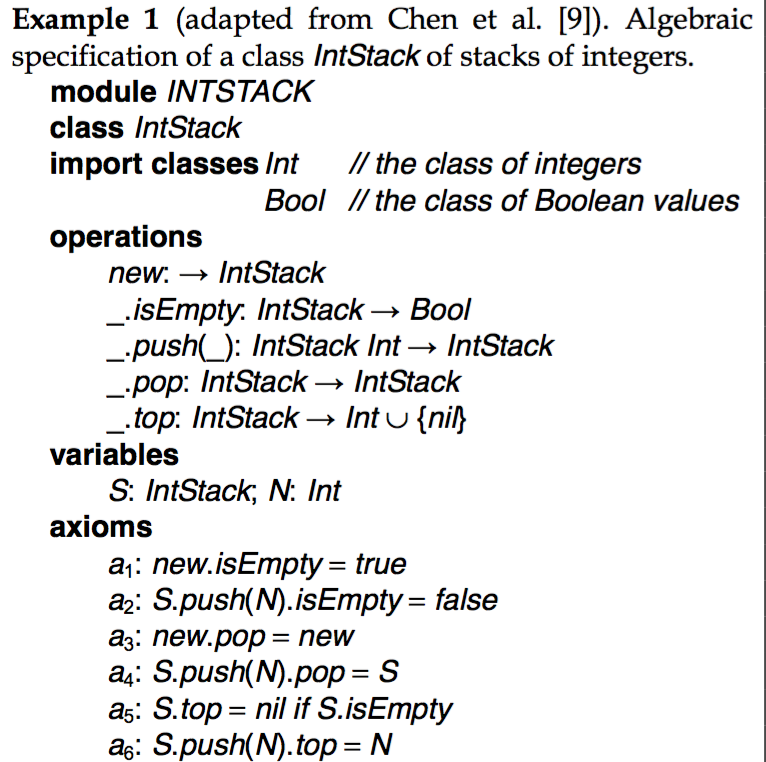 Example 1 (adapted from Chen et al. [9]). Algebraic
specification of a class IntStack of stacks of integers.
module INTSTACK
class IntStack
import classes Int // the class of integers
Bool // the class of Boolean values
operations
new: → IntStack
_.isEmpty: IntStack → Bool
_.push(_): IntStack Int → IntStack
_.pop: IntStack → IntStack
_.top: IntStack → Int ∪ {nil}
variables
S: IntStack; N: Int
axioms
a₁: new.isEmpty = true
a₂: S.push(N).isEmpty = false
a₃: new.pop = new
a₄: S.push(N).pop = S
a₅: S.top = nil if S.isEmpty
a₆: S.push(N).top = N